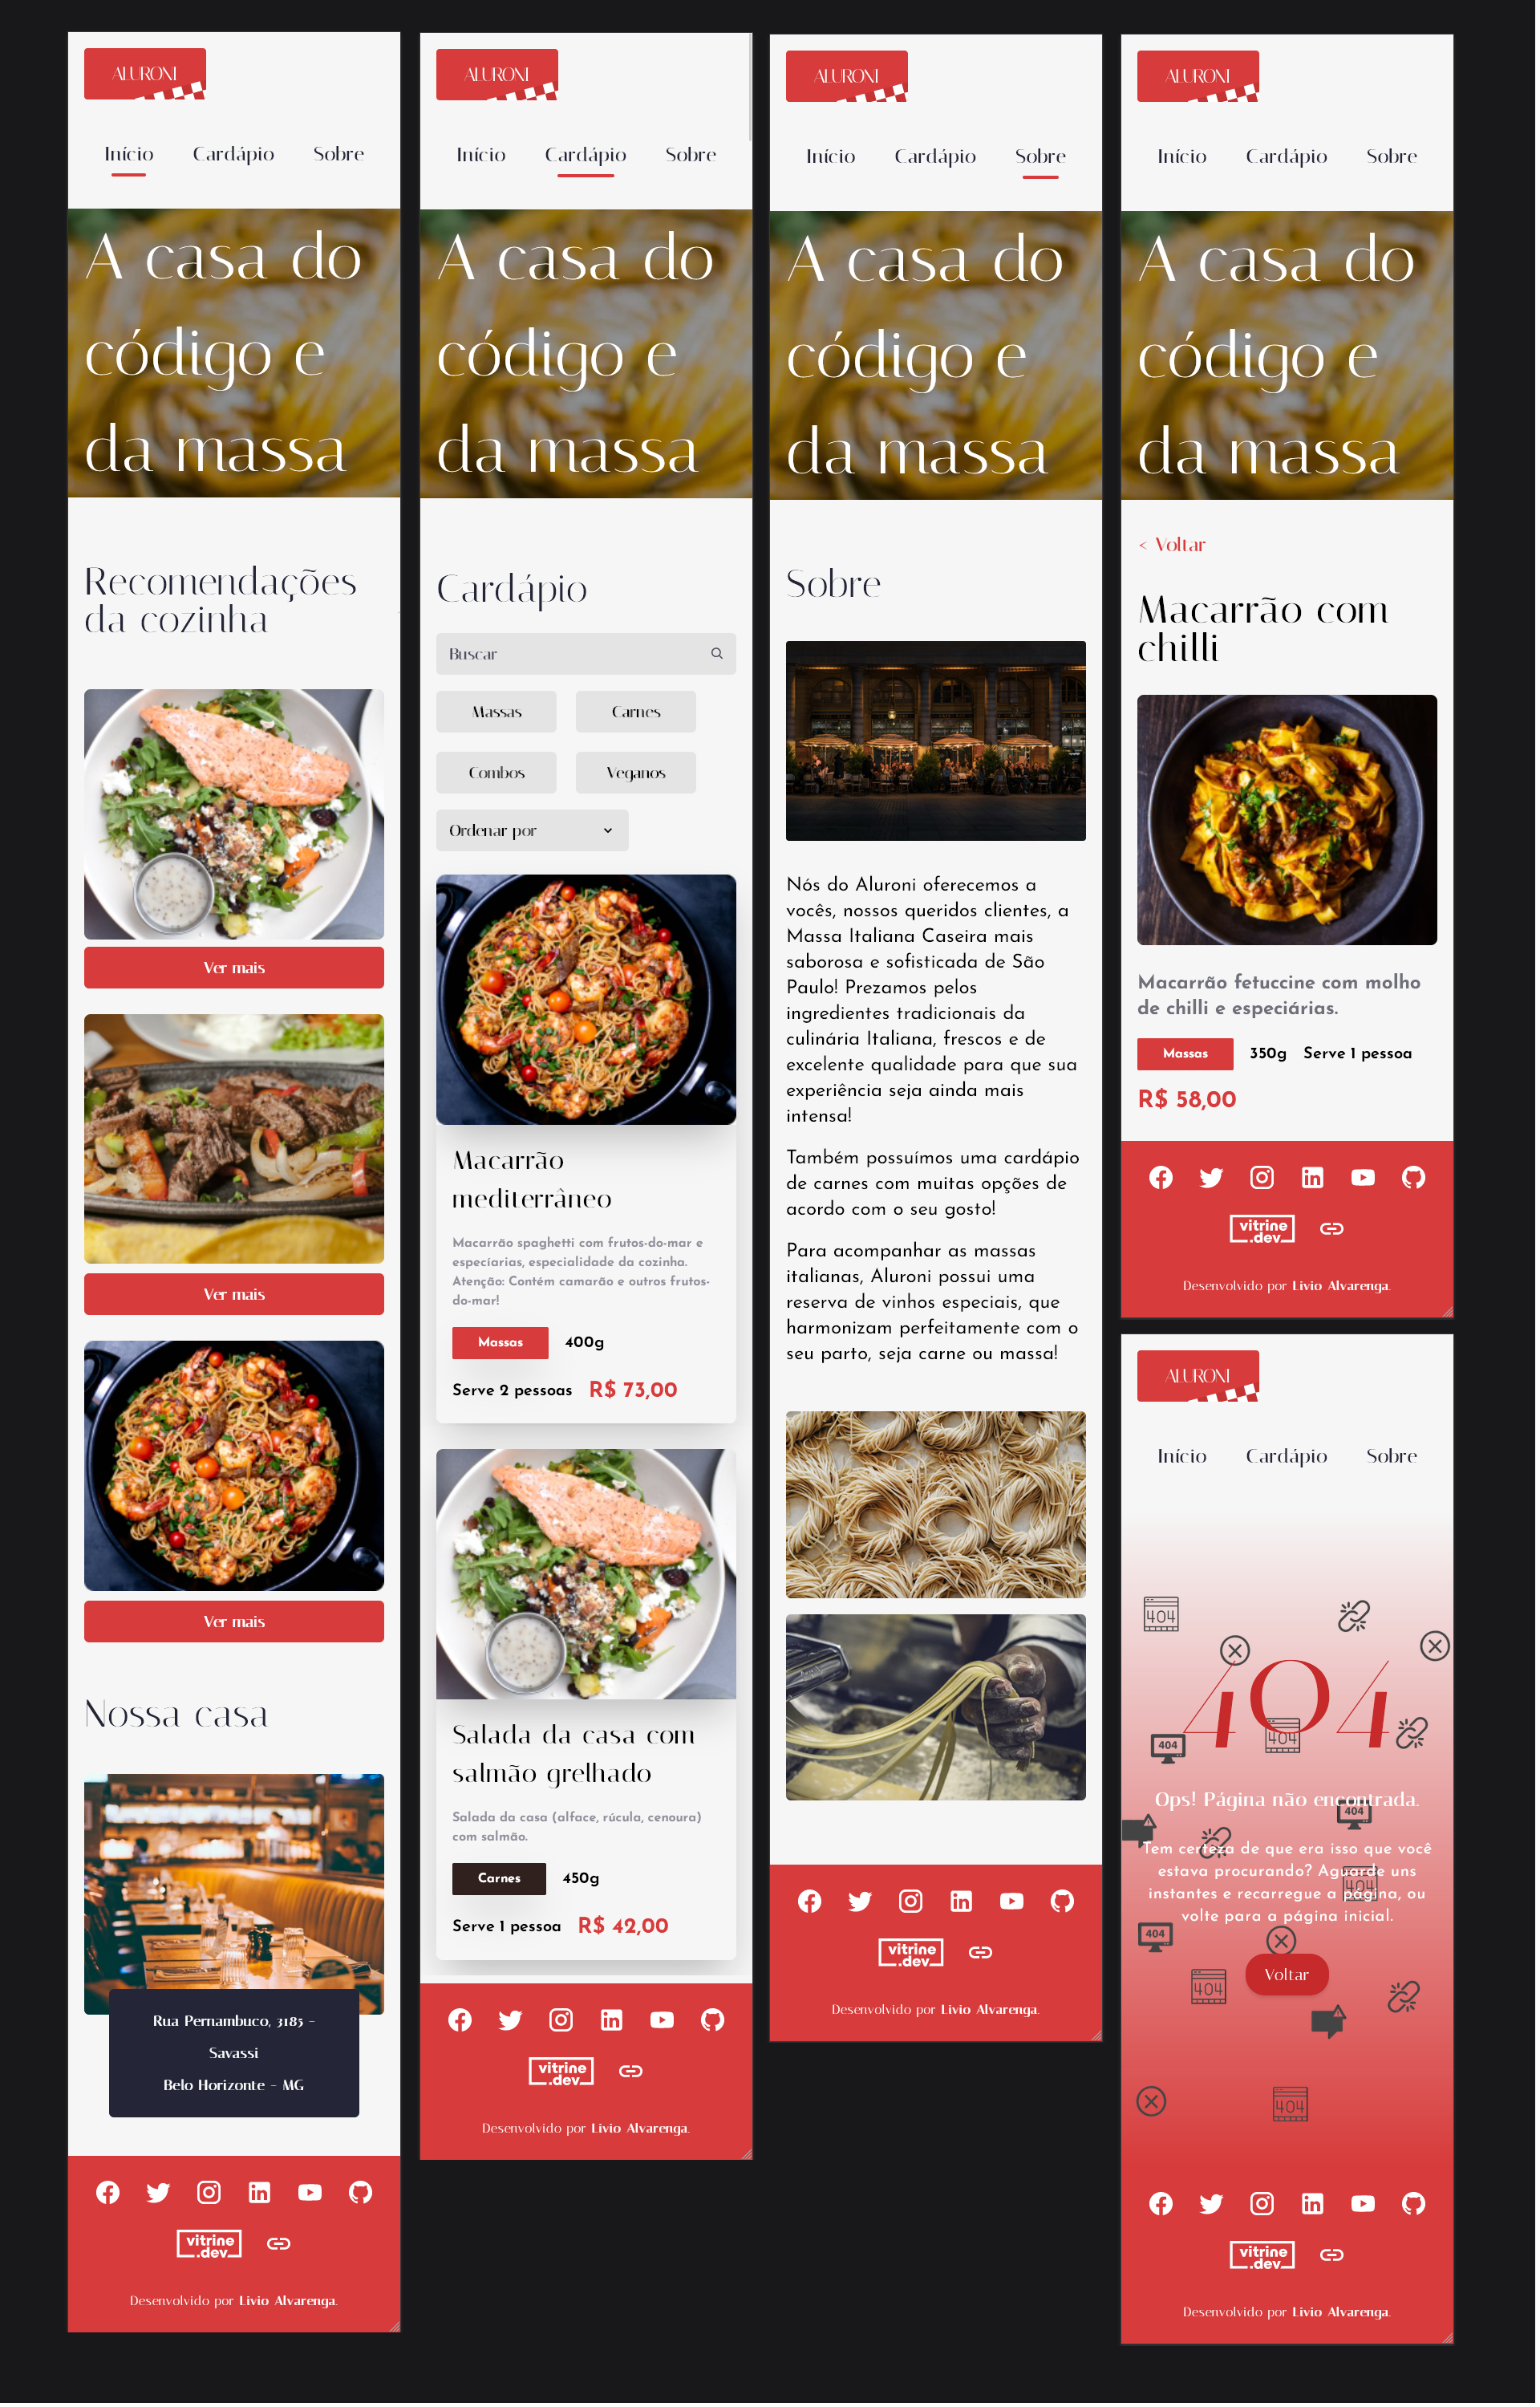 ALURONI
Início Cardápio Sobre
A casa do
código e
da massa
Recomendações
da cozinha
Ver mais
Ver mais
Ver mais
Nossa casa
Rua Pernambuco, 3185 -
Savassi
Belo Horizonte - MG
vitrine
.dev
Desenvolvido por Livio Alvarenga.
ALURONI
Início Cardápio Sobre
A casa do
código e
da massa
Cardápio
Buscar
Massas Carnes
Combos Veganos
Ordenar por
Macarrão
mediterrâneo
Macarrão spaghetti com frutos-do-mar e
especíarias, especialidade da cozinha.
Atenção: Contém camarão e outros frutos-
do-mar!
Massas 400g
Serve 2 pessoas R$ 73,00
Salada da casa com
salmão grelhado
Salada da casa (alface, rúcula, cenoura)
com salmão.
Carnes 450g
Serve 1 pessoa R$ 42,00
vitrine
.dev
Desenvolvido por Livio Alvarenga.
ALURONI
Início Cardápio Sobre
A casa do
código e
da massa
Sobre
Nós do Aluroni oferecemos a
vocês, nossos queridos clientes, a
Massa Italiana Caseira mais
saborosa e sofisticada de São
Paulo! Prezamos pelos
ingredientes tradicionais da
culinária Italiana, frescos e de
excelente qualidade para que sua
experiência seja ainda mais
intensa!
Também possuímos uma cardápio
de carnes com muitas opções de
acordo com o seu gosto!
Para acompanhar as massas
italianas, Aluroni possui uma
reserva de vinhos especiais, que
harmonizam perfeitamente com o
seu parto, seja carne ou massa!
vitrine
.dev
Desenvolvido por Livio Alvarenga.
ALURONI
Início Cardápio Sobre
A casa do
código e
da massa
< Voltar
Macarrão com
chilli
Macarrão fetuccine com molho
de chilli e especiárias.
Massas 350g Serve 1 pessoa
R$ 58,00
vitrine
.dev
Desenvolvido por Livio Alvarenga.
ALURONI
Início Cardápio Sobre
404
404
404
404
Ops! Página não encontrada.
404
Tem certeza de que era isso que você
estava procurando? Aguarde uns
404
instantes e recarregue a página, ou
volte para a página inicial.
404
Voltar
404
404
vitrine
.dev
Desenvolvido por Livio Alvarenga.